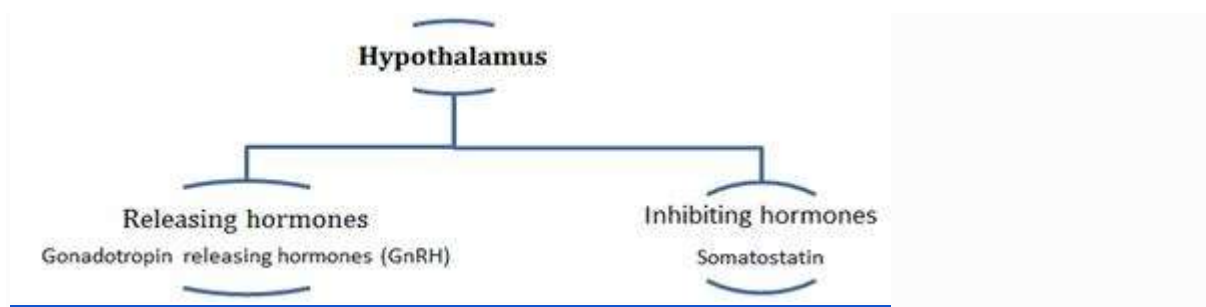 Hypothalamus
Releasing hormones
Gonadotropin releasing hormones (GnRH)
Inhibiting hormones
Somatostatin